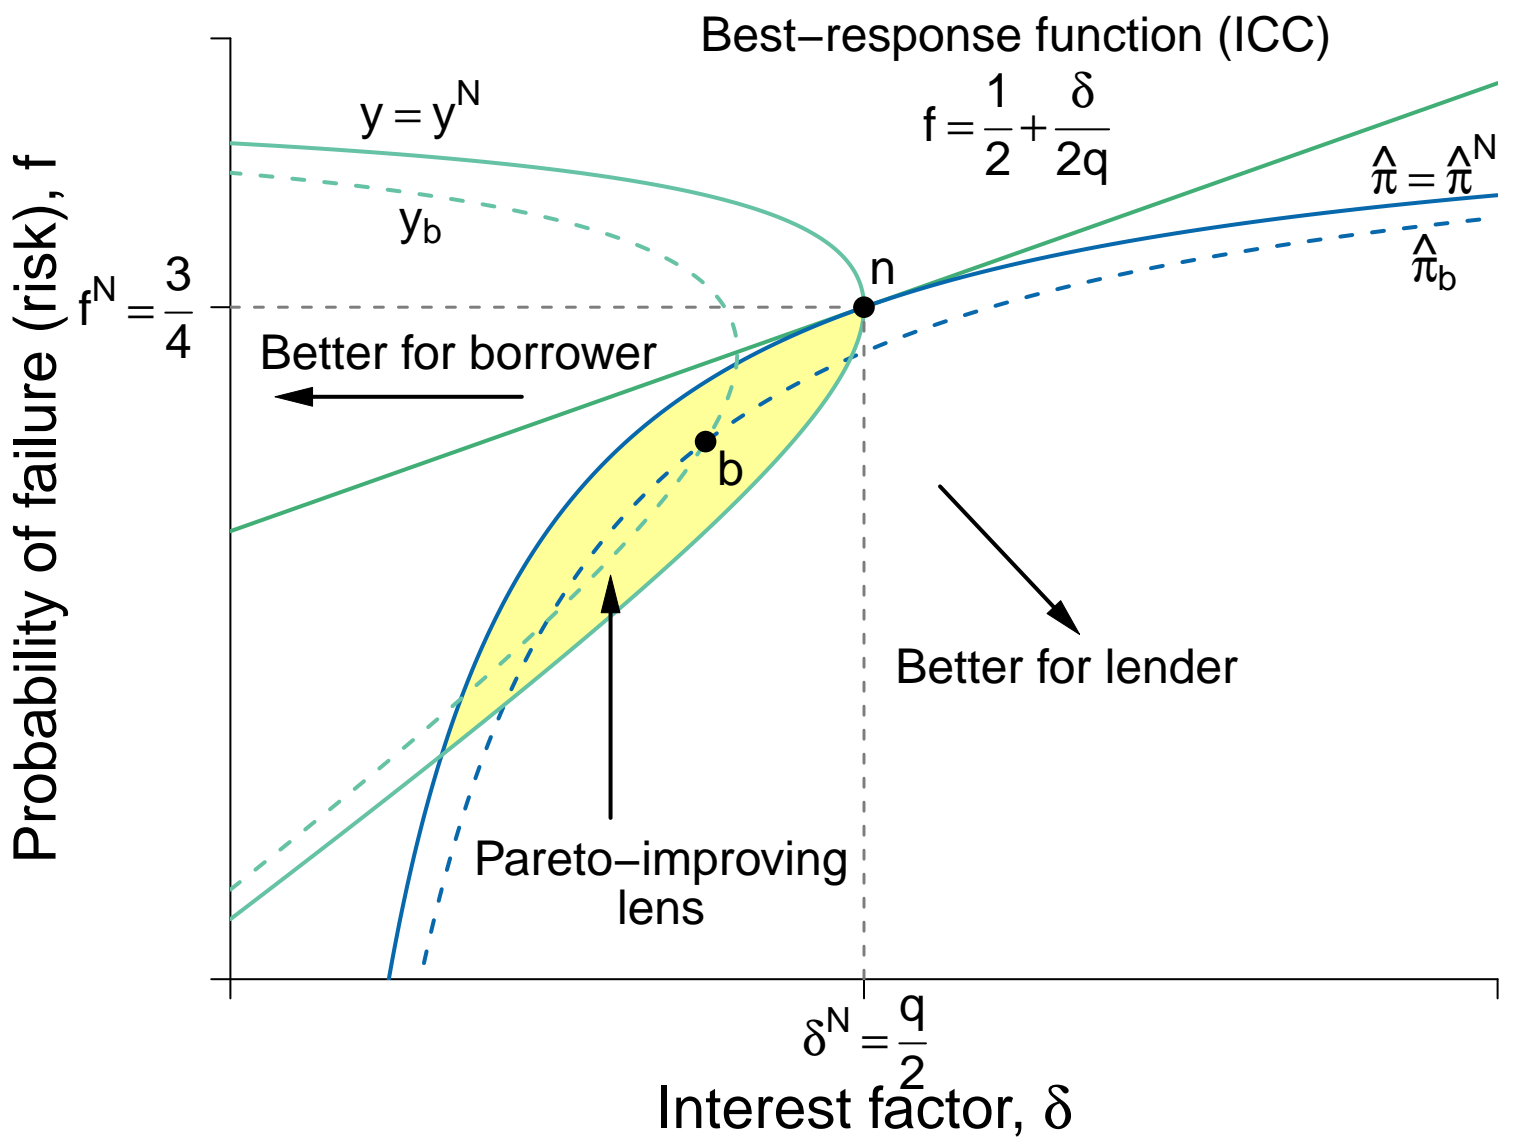 Best−response function (ICC)
f = 1/2 + δ/2q
y = y^N
π̂ = π̂^N
y_b
π̂_b
n
f^N = 3/4
Better for borrower
b
Better for lender
Pareto−improving
lens
δ^N = q/2
Interest factor, δ
Probability of failure (risk), f